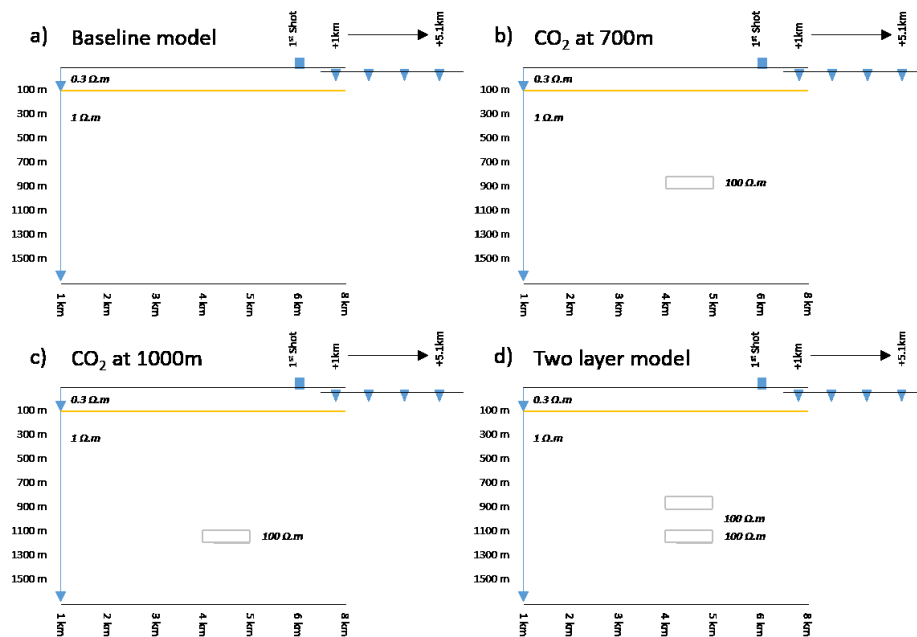 a) Baseline model
1st Shot
+1km
+5.1km
0.3 Ω.m
100 m
1 Ω.m
300 m
500 m
700 m
900 m
1100 m
1300 m
1500 m
1 km
2 km
3 km
4 km
5 km
6 km
8 km
b) CO₂ at 700m
1st Shot
+1km
+5.1km
0.3 Ω.m
100 m
1 Ω.m
300 m
500 m
700 m
900 m
100 Ω.m
1100 m
1300 m
1500 m
1 km
2 km
3 km
4 km
5 km
6 km
8 km
c) CO₂ at 1000m
1st Shot
+1km
+5.1km
0.3 Ω.m
100 m
1 Ω.m
300 m
500 m
700 m
900 m
1100 m
100 Ω.m
1300 m
1500 m
1 km
2 km
3 km
4 km
5 km
6 km
8 km
d) Two layer model
1st Shot
+1km
+5.1km
0.3 Ω.m
100 m
1 Ω.m
300 m
500 m
700 m
900 m
100 Ω.m
1100 m
100 Ω.m
1300 m
1500 m
1 km
2 km
3 km
4 km
5 km
6 km
8 km